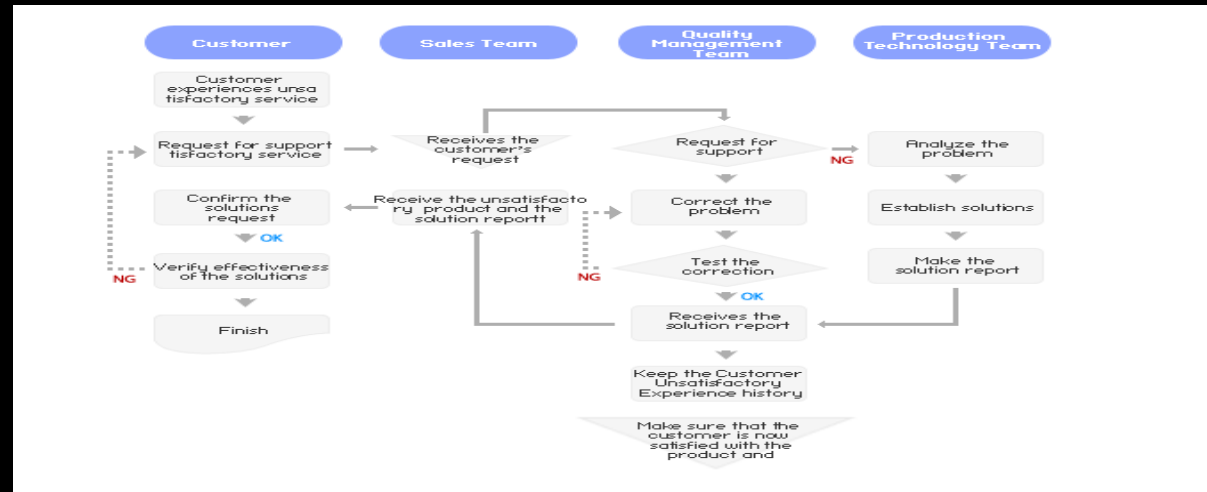 Customer
Sales Team
Quality
Management
Team
Production
Technology Team
Customer
experiences unsa
tisfactory service
Request for support
tisfactory service
Receives the
customer's
request
Request for
support
NG
Analyze the
problem
Confirm the
solutions
request
Receive the unsatisfacto
ry product and the
solution reportt
Correct the
problem
Establish solutions
OK
Verify effectiveness
of the solutions
NG
Test the
correction
NG
Make the
solution report
OK
Finish
Receives the
solution report
Keep the Customer
Unsatisfactory
Experience history
Make sure that the
customer is now
satisfied with the
product and